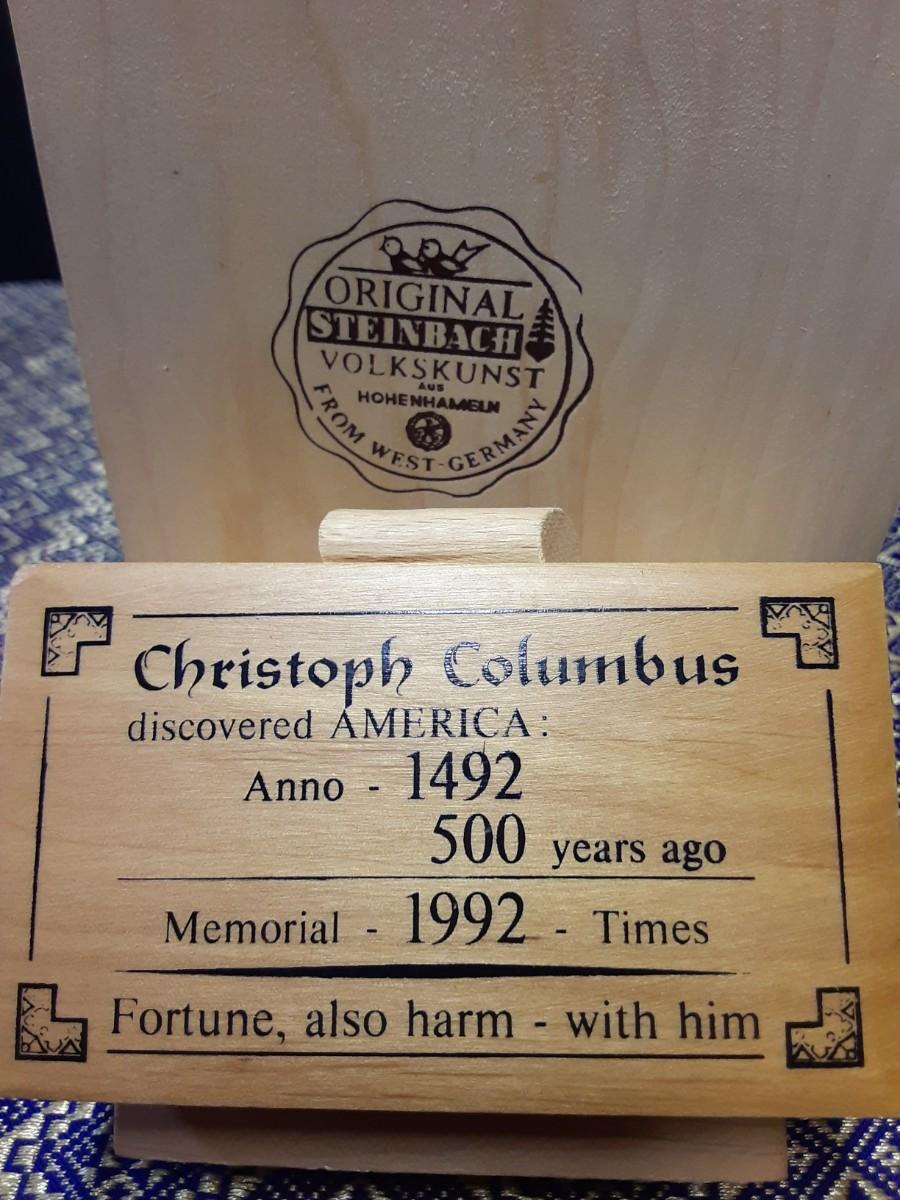 ORIGINAL
STEINBACH
VOLKSKUNST
AUS
HOHENHAMELN
FROM WEST-GERMANY
Christoph Columbus
discovered AMERICA:
Anno - 1492
500 years ago
Memorial - 1992 - Times
Fortune, also harm - with him